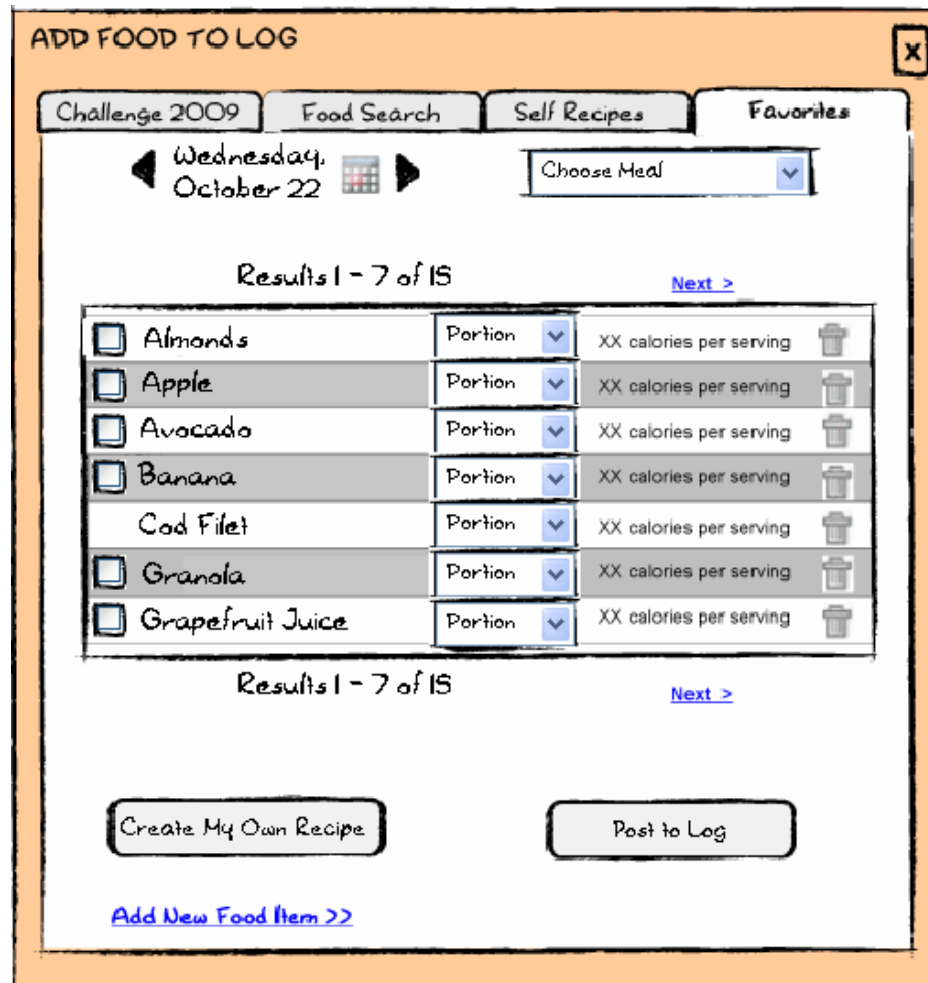 ADD FOOD TO LOG
X
Challenge 2009
Food Search
Self Recipes
Favorites
Wednesday,
October 22
Choose Meal
Results 1 - 7 of 15
Next >
Almonds Portion XX calories per serving
Apple Portion XX calories per serving
Avocado Portion XX calories per serving
Banana Portion XX calories per serving
Cod Filet Portion XX calories per serving
Granola Portion XX calories per serving
Grapefruit Juice Portion XX calories per serving
Results 1 - 7 of 15
Next >
Create My Own Recipe
Post to Log
Add New Food Item >>